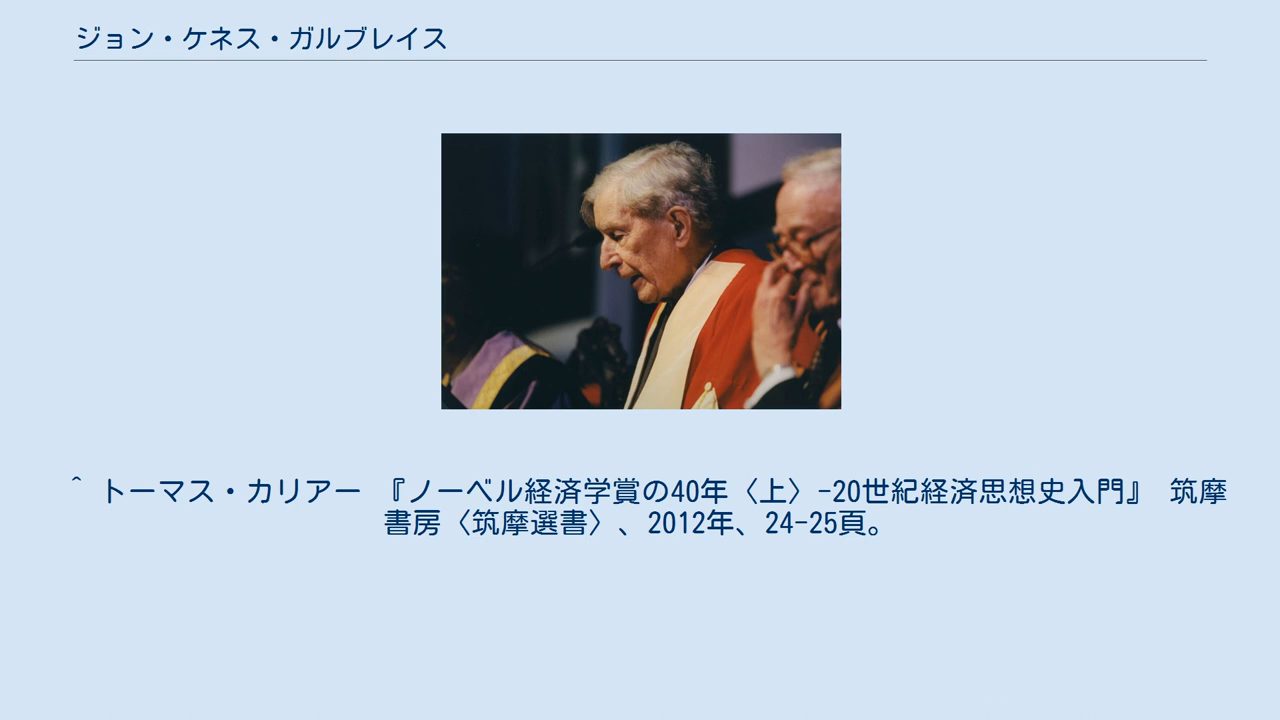 ジョン・ケネス・ガルブレイス
^ トーマス・カリアー 『ノーベル経済学賞の40年〈上〉-20世紀経済思想史入門』 筑摩
書房〈筑摩選書〉、2012年、24-25頁。